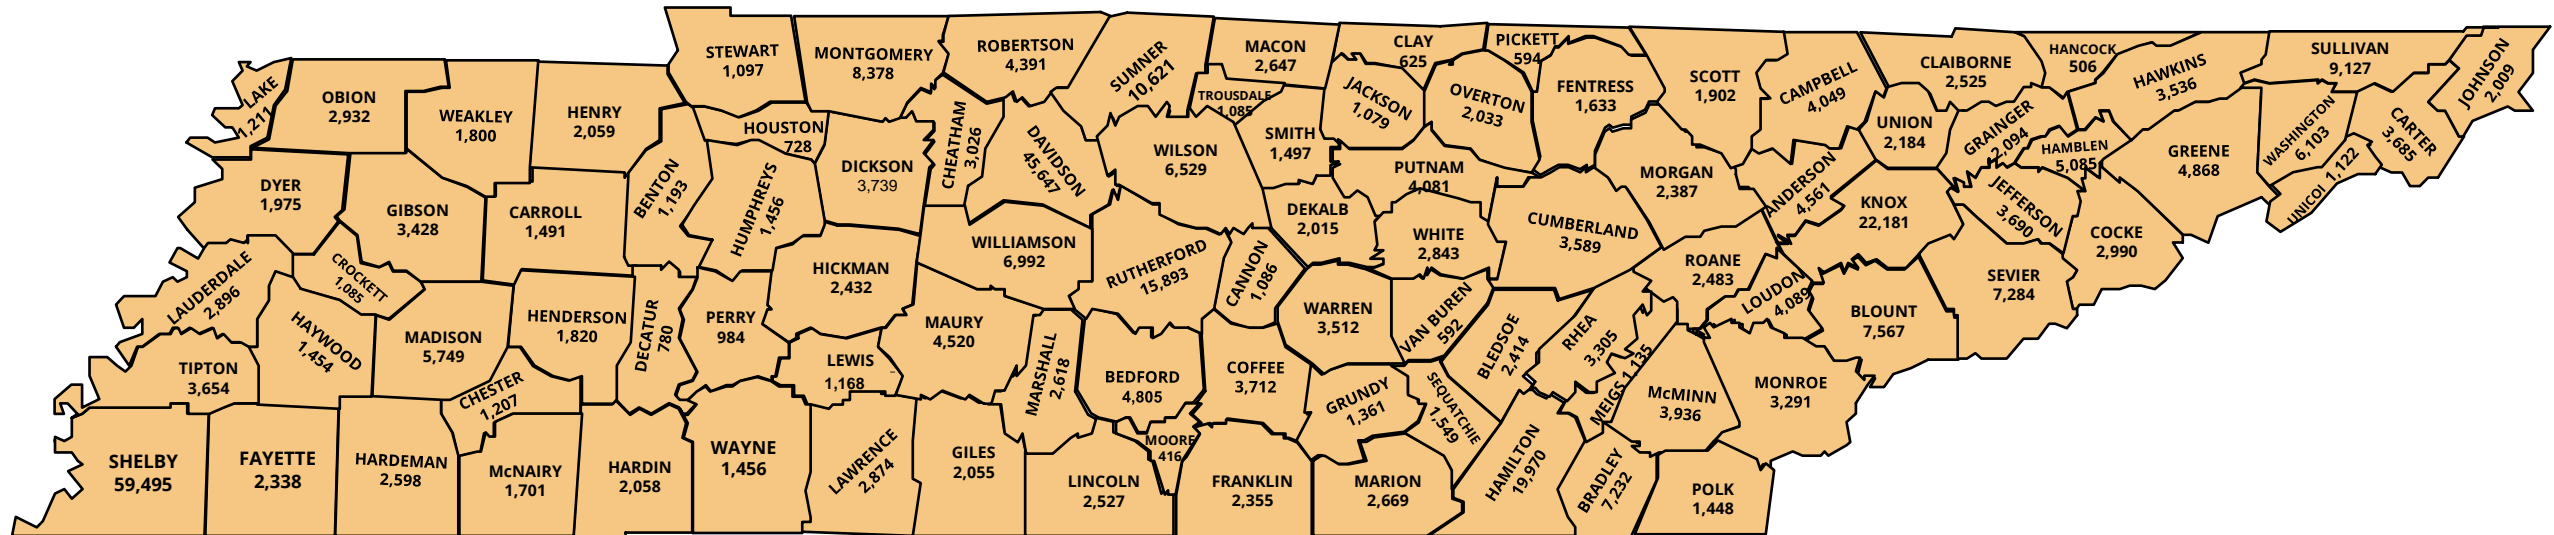 STEWART
1,097
MONTGOMERY
8,378
ROBERTSON
4,391
SUMNER
10,621
MACON
2,647
CLAY
625
PICKETT
594
SCOTT
1,902
CAMPBELL
4,049
CLAIBORNE
2,525
HANCOCK
506
HAWKINS
3,536
SULLIVAN
9,127
JOHNSON
2,009
LAKE
1,211
OBION
2,932
WEAKLEY
1,800
HENRY
2,059
HOUSTON
728
DICKSON
3,739
CHEATHAM
3,026
DAVIDSON
45,647
WILSON
6,529
TROUSDALE
1,085
SMITH
1,497
JACKSON
1,079
OVERTON
2,033
FENTRESS
1,633
MORGAN
2,387
ANDERSON
4,561
UNION
2,184
GRAINGER
2,094
HAMBLEN
5,085
GREENE
4,868
WASHINGTON
6,103
UNICOI 1,122
CARTER
3,685
DYER
1,975
GIBSON
3,428
CARROLL
1,491
BENTON
1,193
HUMPHREYS
1,456
HICKMAN
2,432
WILLIAMSON
6,992
RUTHERFORD
15,893
CANNON
1,086
DEKALB
2,015
PUTNAM
4,081
WHITE
2,843
CUMBERLAND
3,589
ROANE
2,483
LOUDON
4,089
KNOX
22,181
JEFFERSON
3,690
COCKE
2,990
SEVIER
7,284
BLOUNT
7,567
LAUDERDALE
2,896
CROCKETT
1,085
HAYWOOD
1,454
MADISON
5,749
HENDERSON
1,820
DECATUR
780
PERRY
984
LEWIS
1,168
MAURY
4,520
MARSHALL
2,618
BEDFORD
4,805
COFFEE
3,712
WARREN
3,512
VAN BUREN
592
BLEDSOE
2,414
RHEA
3,305
MEIGS 1,135
McMINN
3,936
MONROE
3,291
TIPTON
3,654
CHESTER
1,207
GRUNDY
1,361
SEQUATCHIE
1,549
SHELBY
59,495
FAYETTE
2,338
HARDEMAN
2,598
McNAIRY
1,701
HARDIN
2,058
WAYNE
1,456
LAWRENCE
2,874
GILES
2,055
LINCOLN
2,527
MOORE
416
FRANKLIN
2,355
MARION
2,669
HAMILTON
19,970
BRADLEY
7,232
POLK
1,448